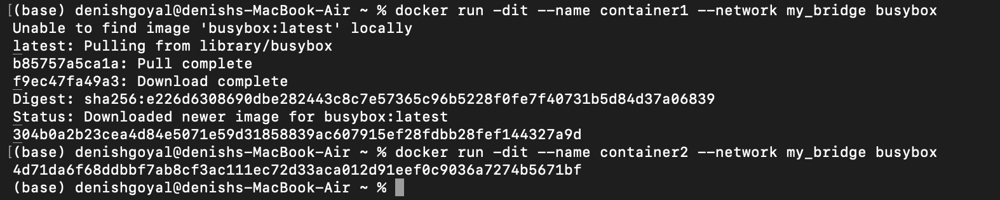 [(base) denishgoyal@denishs-MacBook-Air ~ % docker run -dit --name container1 --network my_bridge busybox
Unable to find image 'busybox:latest' locally
latest: Pulling from library/busybox
b85757a5ca1a: Pull complete
f9ec47fa49a3: Download complete
Digest: sha256:e226d6308690dbe282443c8c7e57365c96b5228f0fe7f40731b5d84d37a06839
Status: Downloaded newer image for busybox:latest
304b0a2b23cea4d84e5071e59d31858839ac607915ef28fdbb28fef144327a9d
[(base) denishgoyal@denishs-MacBook-Air ~ % docker run -dit --name container2 --network my_bridge busybox
4d71da6f68ddbbf7ab8cf3ac111ec72d33aca012d91eef0c9036a7274b5671bf
(base) denishgoyal@denishs-MacBook-Air ~ %